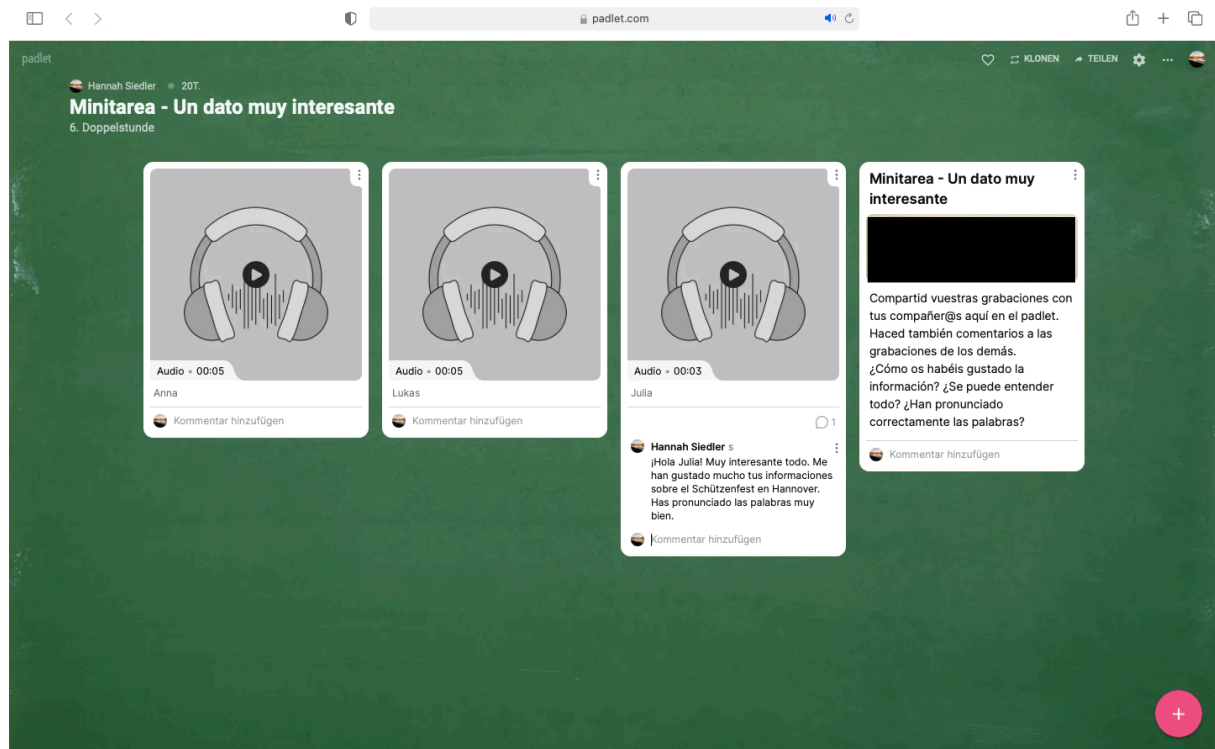 padlet.com
padlet
KLONEN
TEILEN
Hannah Siedler • 20T.
Minitarea - Un dato muy interesante
6. Doppelstunde
Audio • 00:05
Anna
Kommentar hinzufügen
Audio • 00:05
Lukas
Kommentar hinzufügen
Audio • 00:03
Julia
1
Hannah Siedler s
¡Hola Julia! Muy interesante todo. Me
han gustado mucho tus informaciones
sobre el Schützenfest en Hannover.
Has pronunciado las palabras muy
bien.
Kommentar hinzufügen
Minitarea - Un dato muy
interesante
Compartid vuestras grabaciones con
tus compañer@s aquí en el padlet.
Haced también comentarios a las
grabaciones de los demás.
¿Cómo os habéis gustado la
información? ¿Se puede entender
todo? ¿Han pronunciado
correctamente las palabras?
Kommentar hinzufügen